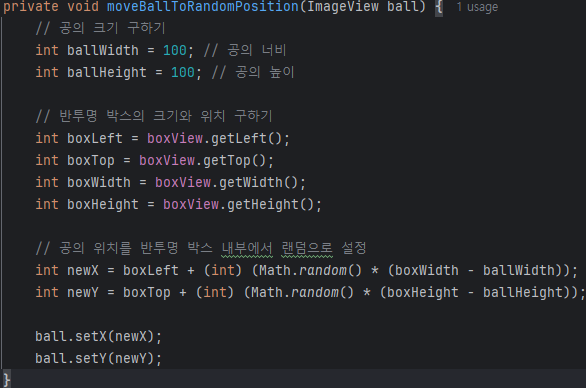 private void moveBallToRandomPosition(ImageView ball) { 1 usage
// 공의 크기 구하기
int ballWidth = 100; // 공의 너비
int ballHeight = 100; // 공의 높이
// 반투명 박스의 크기와 위치 구하기
int boxLeft = boxView.getLeft();
int boxTop = boxView.getTop();
int boxWidth = boxView.getWidth();
int boxHeight = boxView.getHeight();
// 공의 위치를 반투명 박스 내부에서 랜덤으로 설정
int newX = boxLeft + (int) (Math.random() * (boxWidth - ballWidth));
int newY = boxTop + (int) (Math.random() * (boxHeight - ballHeight));
ball.setX(newX);
ball.setY(newY);
}